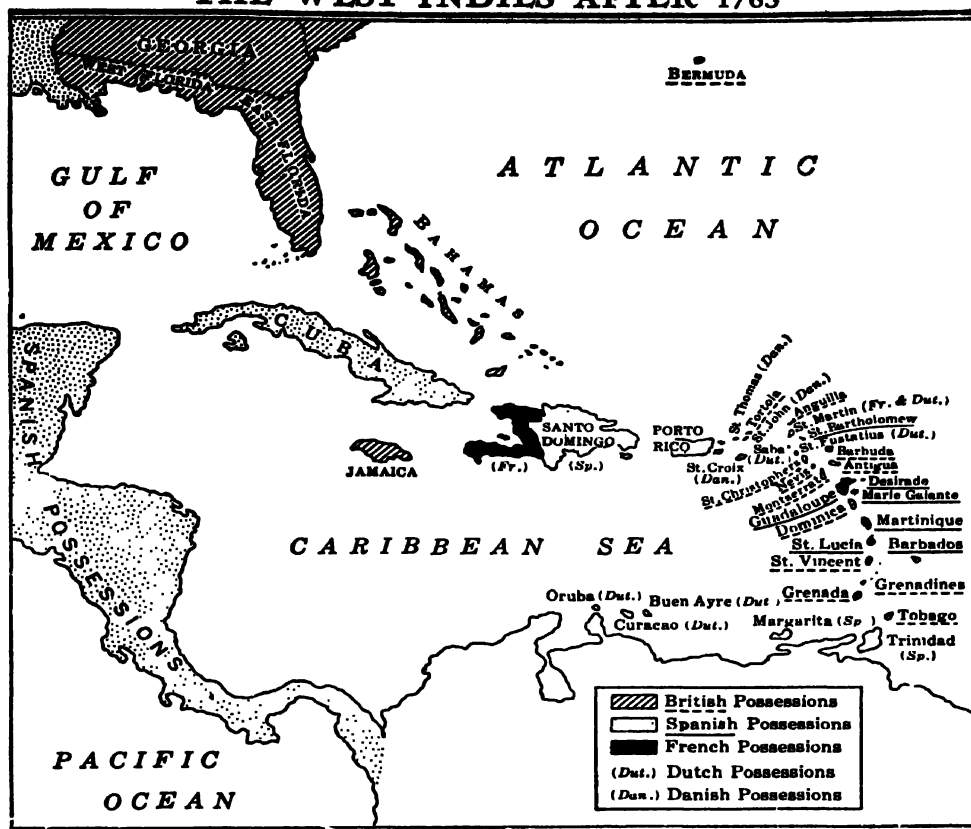 THE WEST INDIES AFTER 1763
GEORGIA
WEST FLORIDA
EAST FLORIDA
BERMUDA
GULF
OF
MEXICO
ATLANTIC
OCEAN
BAHAMAS
CUBA
SPANISH
POSSESSIONS
JAMAICA
(Fr.)
SANTO
DOMINGO
(Sp.)
PORTO
RICO
St. Thomas (Dan.)
Tortola
St. John (Dan.)
Anguilla
St. Martin (Fr. & Dut.)
St. Bartholomew
St. Eustatius (Dut.)
Saba
(Dut.)
St. Croix
(Dan.)
St. Christophers
Nevis
Montserrat
Barbuda
Antigua
Guadaloupe
Desirade
Marie Galante
Dominica
Martinique
St. Lucia
Barbados
St. Vincent
Grenadines
Grenada
CARIBBEAN SEA
Oruba (Dut.)
Buen Ayre (Dut.)
Curacao (Dut.)
Margarita (Sp.)
Tobago
Trinidad
(Sp.)
PACIFIC
OCEAN
British Possessions
Spanish Possessions
French Possessions
(Dut.) Dutch Possessions
(Dan.) Danish Possessions